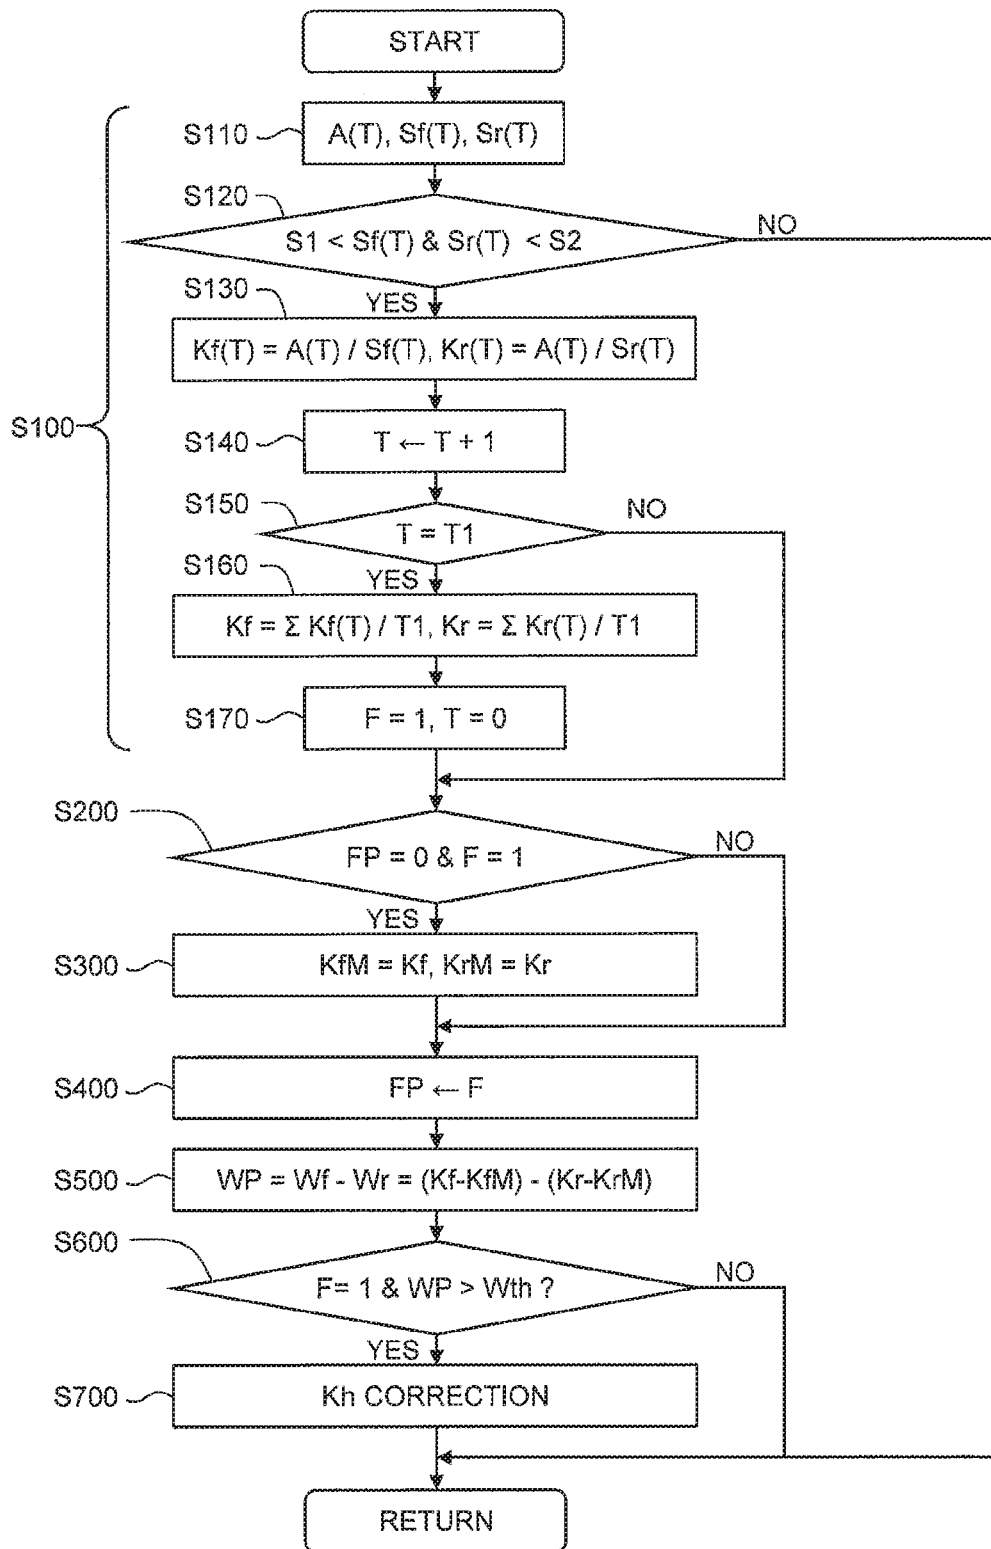 START
S110
A(T), Sf(T), Sr(T)
S120
S1 < Sf(T) & Sr(T) < S2
NO
YES
S130
Kf(T) = A(T) / Sf(T), Kr(T) = A(T) / Sr(T)
S100
S140
T ← T + 1
S150
T = T1
NO
YES
S160
Kf = Σ Kf(T) / T1, Kr = Σ Kr(T) / T1
S170
F = 1, T = 0
S200
FP = 0 & F = 1
NO
YES
S300
KfM = Kf, KrM = Kr
S400
FP ← F
S500
WP = Wf - Wr = (Kf-KfM) - (Kr-KrM)
S600
F= 1 & WP > Wth ?
NO
YES
S700
Kh CORRECTION
RETURN